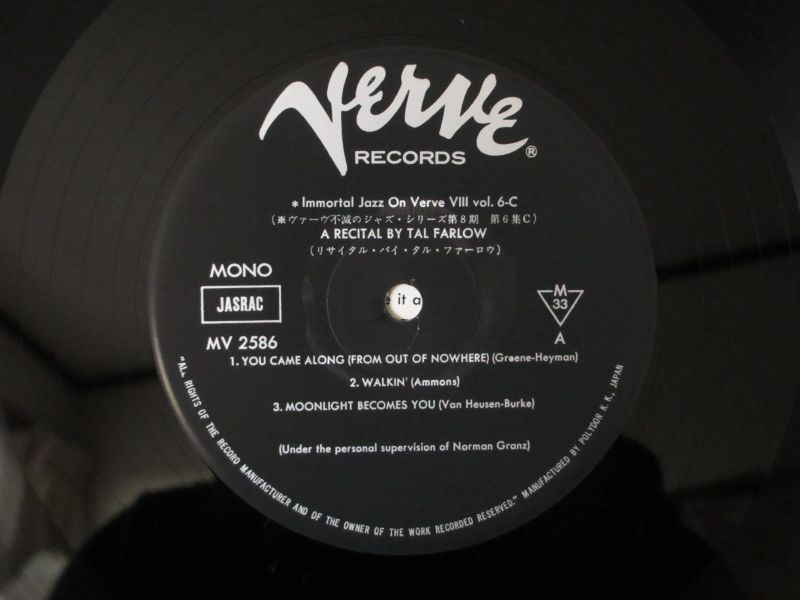 Verve
RECORDS ®
* Immortal Jazz On Verve VIII vol. 6-C
(※ヴァーヴ不滅のジャズ・シリーズ第8期 第6集C)
A RECITAL BY TAL FARLOW
(リサイタル・バイ・タル・ファーロウ)
MONO
JASRAC
MV 2586
e it a
M
33
A
1. YOU CAME ALONG (FROM OUT OF NOWHERE) (Greene-Heyman)
2. WALKIN' (Ammons)
3. MOONLIGHT BECOMES YOU (Van Heusen-Burke)
(Under the personal supervision of Norman Granz)
"ALL RIGHTS OF THE RECORD MANUFACTURER AND OF THE OWNER OF THE WORK RECORDED RESERVED." MANUFACTURED BY POLYDOR K. K., JAPAN